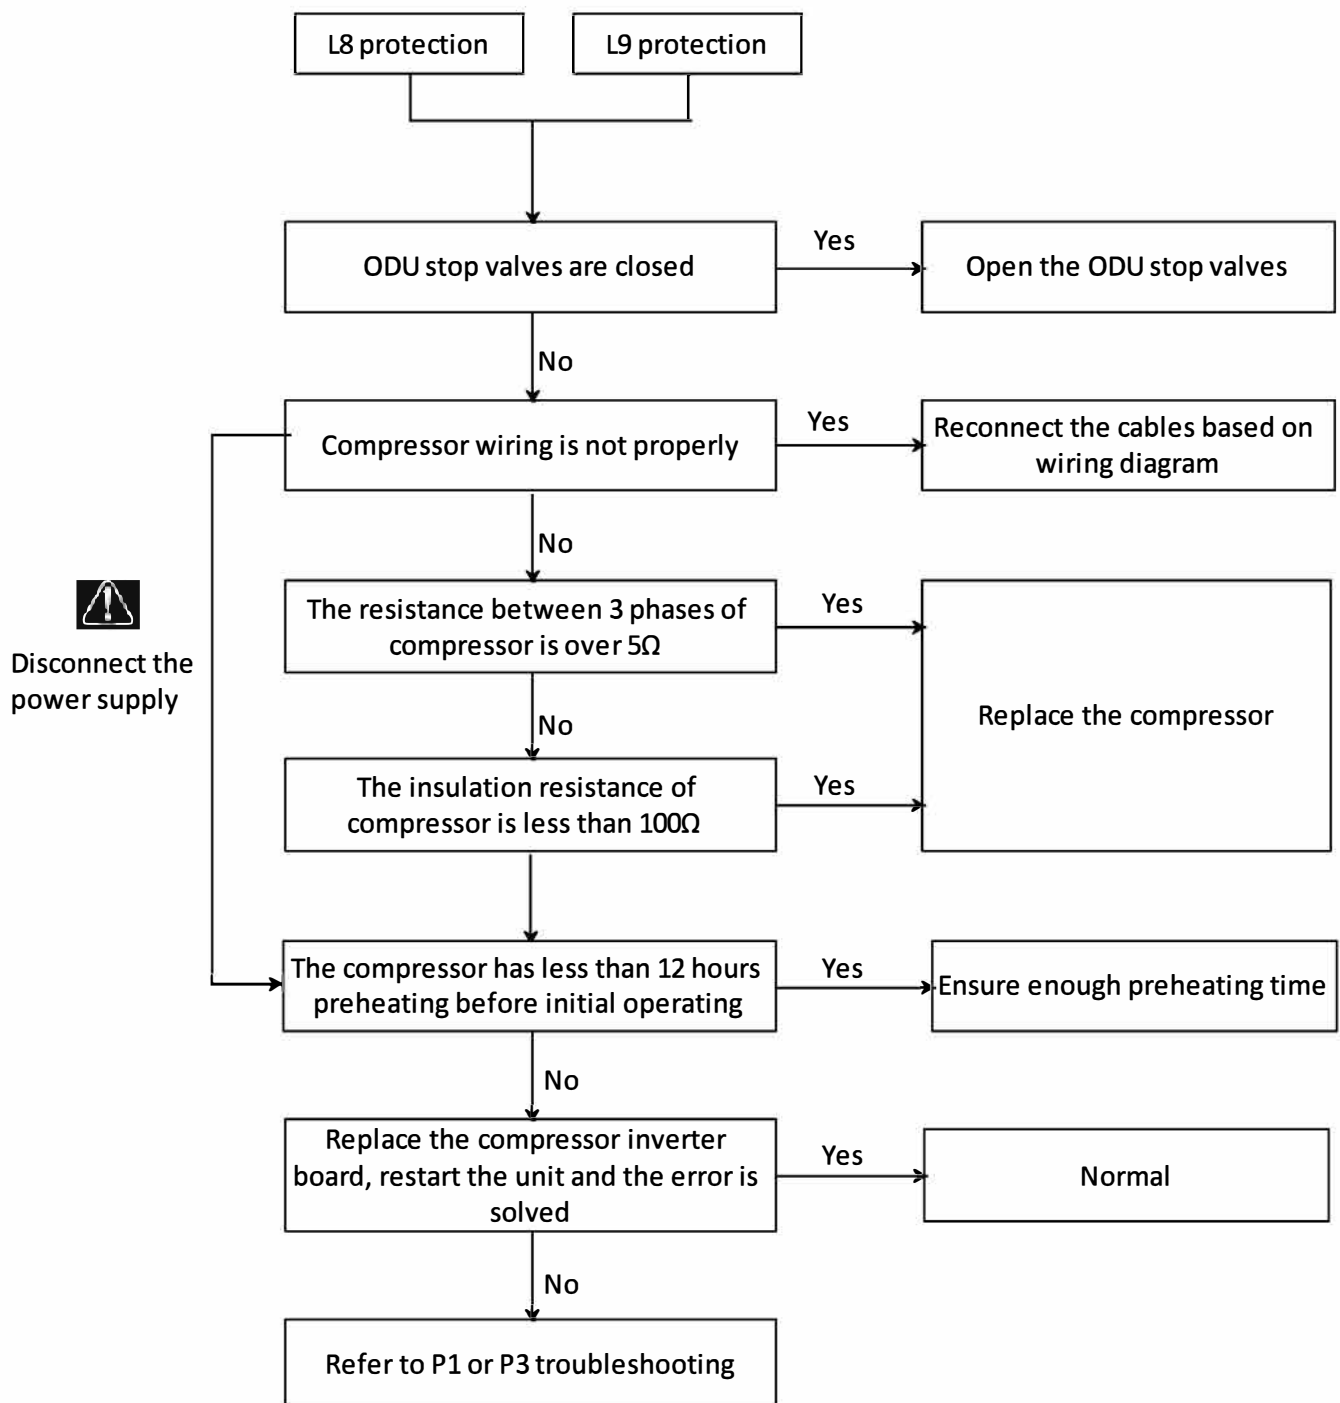 L8 protection
L9 protection
ODU stop valves are closed
Yes
Open the ODU stop valves
No
Compressor wiring is not properly
Yes
Reconnect the cables based on
wiring diagram
No
Disconnect the
power supply
The resistance between 3 phases of
compressor is over 5Ω
Yes
Replace the compressor
No
The insulation resistance of
compressor is less than 100Ω
Yes
The compressor has less than 12 hours
preheating before initial operating
Yes
Ensure enough preheating time
No
Replace the compressor inverter
board, restart the unit and the error is
solved
Yes
Normal
No
Refer to P1 or P3 troubleshooting